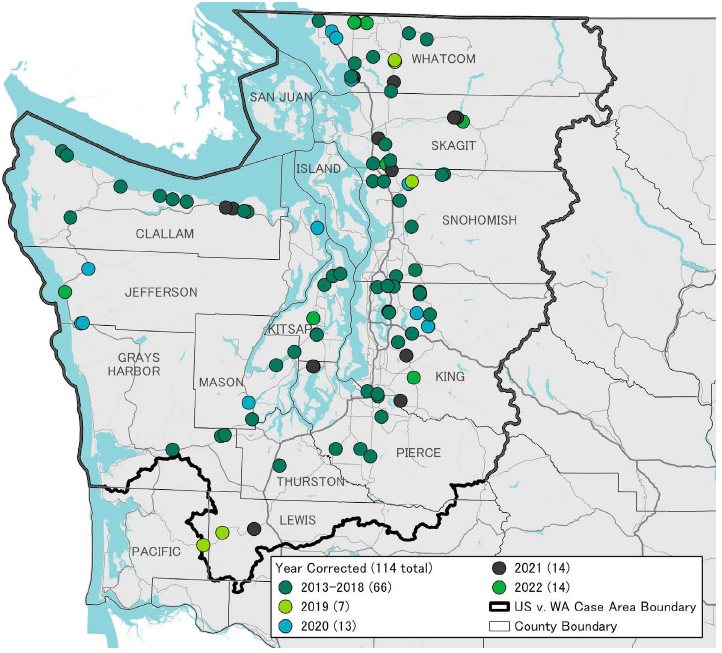 WHATCOM
SAN JUAN
SKAGIT
ISLAND
SNOHOMISH
CLALLAM
JEFFERSON
KITSAP
GRAYS
HARBOR
MASON
KING
PIERCE
THURSTON
LEWIS
PACIFIC
Year Corrected (114 total)
2013-2018 (66)
2019 (7)
2020 (13)
2021 (14)
2022 (14)
US v. WA Case Area Boundary
County Boundary